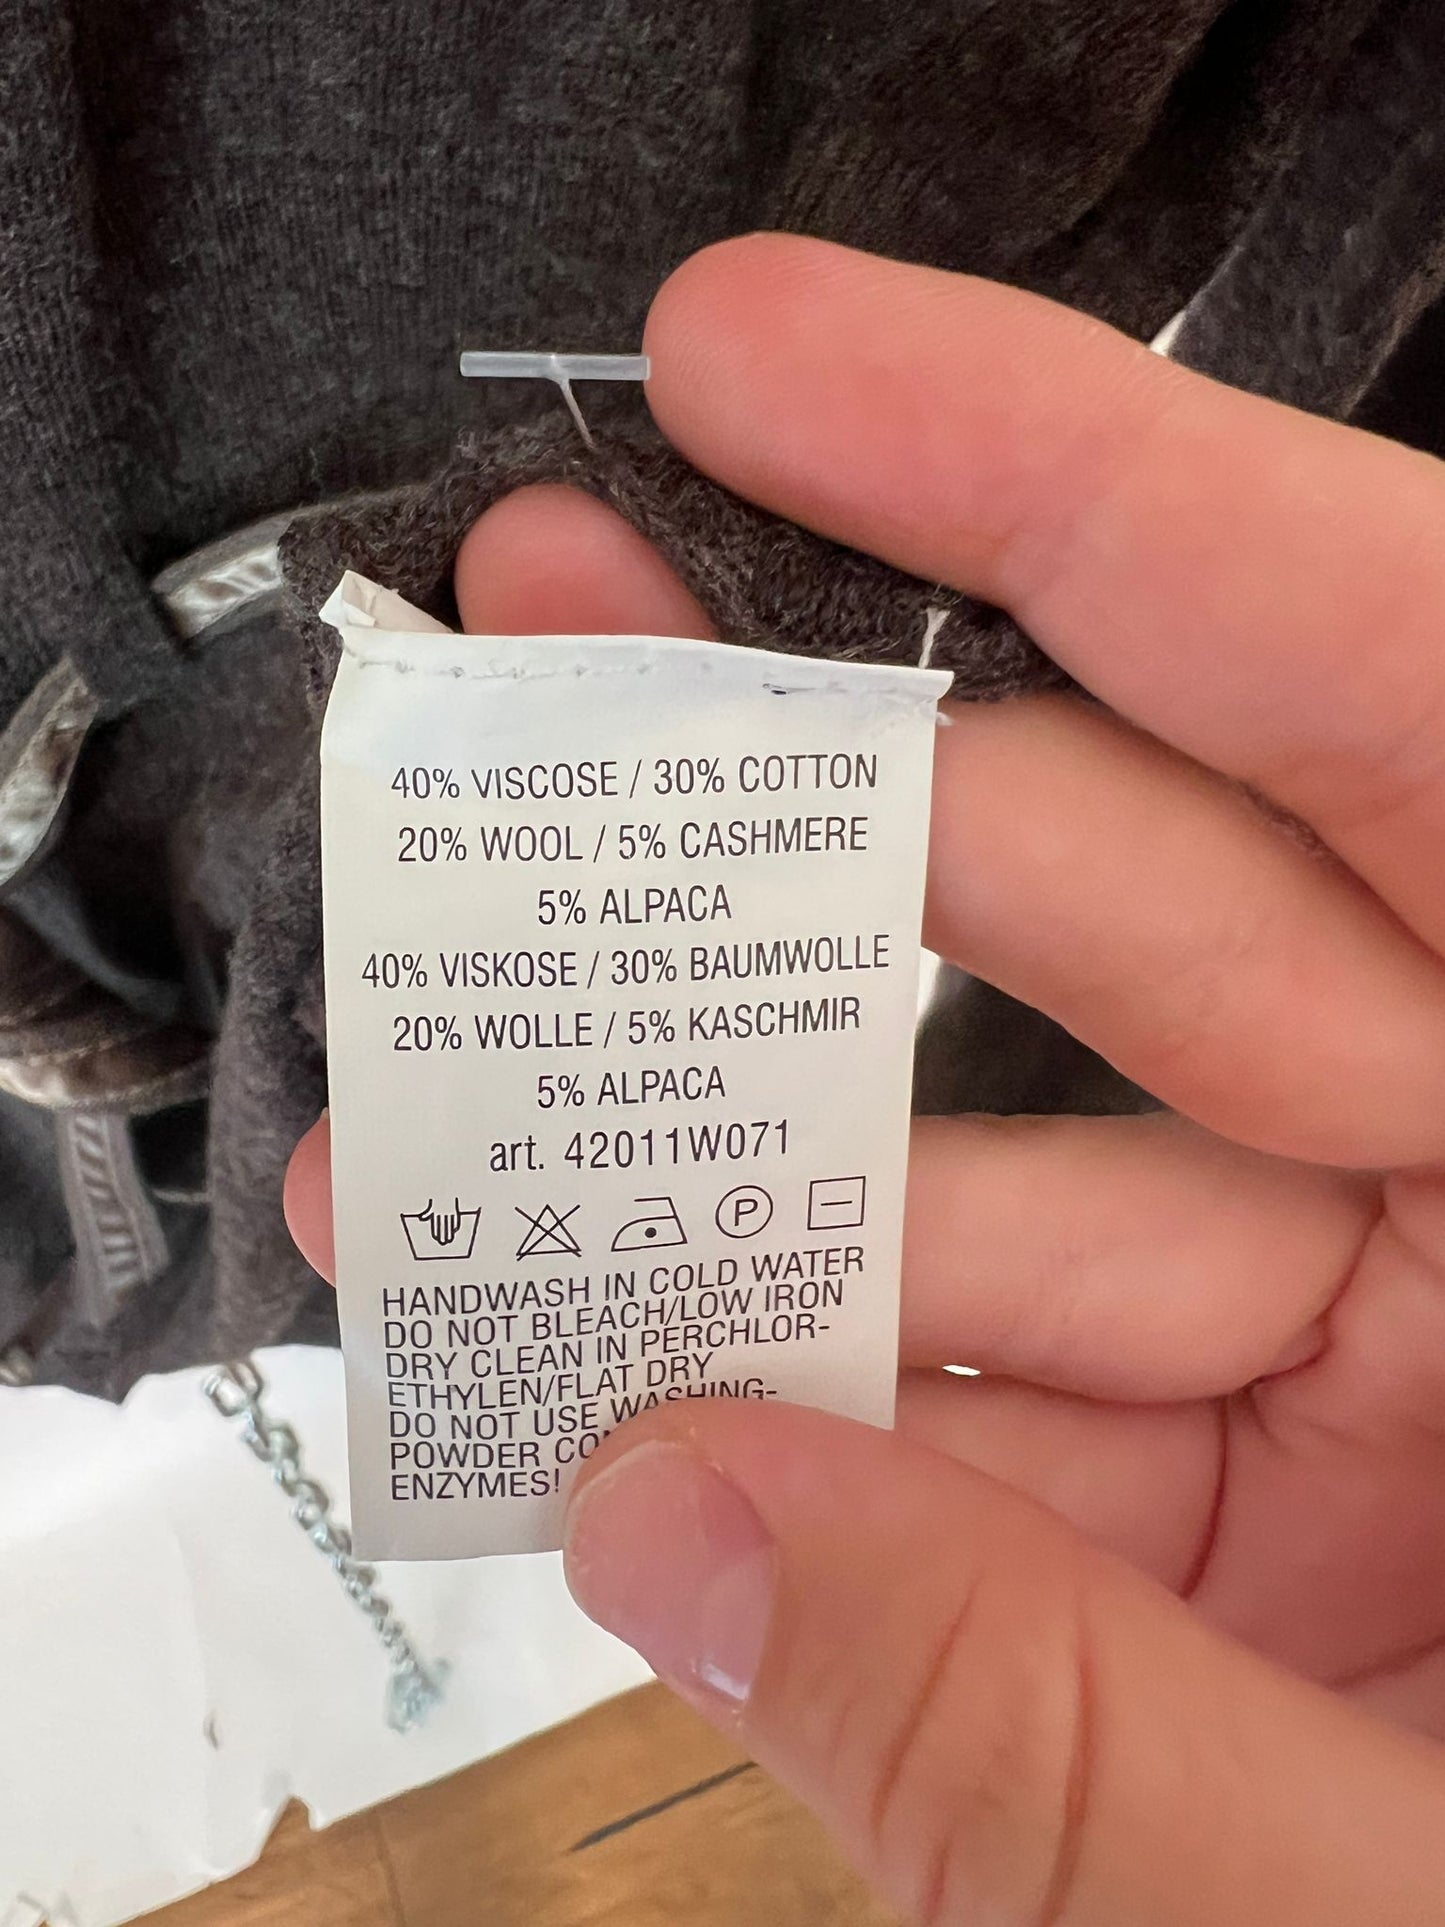 40% VISCOSE / 30% COTTON
20% WOOL / 5% CASHMERE
5% ALPACA
40% VISKOSE / 30% BAUMWOLLE
20% WOLLE / 5% KASCHMIR
5% ALPACA
art. 42011W071
P
HANDWASH IN COLD WATER
DO NOT BLEACH/LOW IRON
DRY CLEAN IN PERCHLOR-
ETHYLEN/FLAT DRY
DO NOT USE WASHING-
POWDER
ENZYMES!